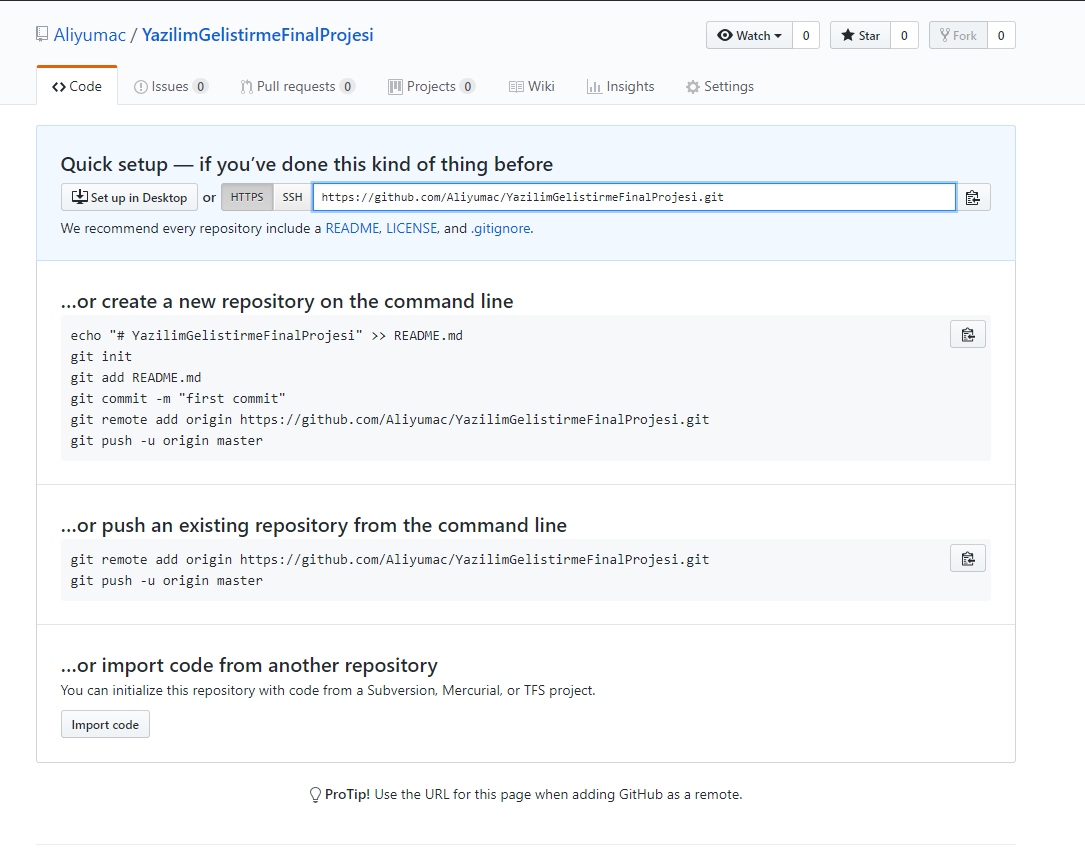 Aliyumac / YazilimGelistirmeFinalProjesi
Watch 0 Star 0 Fork 0
Code Issues 0 Pull requests 0 Projects 0 Wiki Insights Settings
Quick setup — if you’ve done this kind of thing before
Set up in Desktop or HTTPS SSH https://github.com/Aliyumac/YazilimGelistirmeFinalProjesi.git
We recommend every repository include a README, LICENSE, and .gitignore.
…or create a new repository on the command line
echo "# YazilimGelistirmeFinalProjesi" >> README.md
git init
git add README.md
git commit -m "first commit"
git remote add origin https://github.com/Aliyumac/YazilimGelistirmeFinalProjesi.git
git push -u origin master
…or push an existing repository from the command line
git remote add origin https://github.com/Aliyumac/YazilimGelistirmeFinalProjesi.git
git push -u origin master
…or import code from another repository
You can initialize this repository with code from a Subversion, Mercurial, or TFS project.
Import code
ProTip! Use the URL for this page when adding GitHub as a remote.